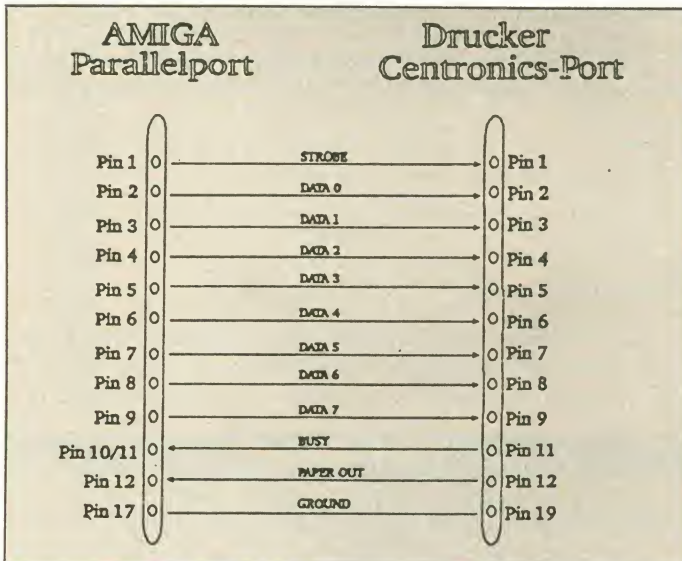 AMIGA
Parallelport
Drucker
Centronics-Port
Pin 1 STROBE Pin 1
Pin 2 DATA 0 Pin 2
Pin 3 DATA 1 Pin 3
Pin 4 DATA 2 Pin 4
Pin 5 DATA 3 Pin 5
Pin 6 DATA 4 Pin 6
Pin 7 DATA 5 Pin 7
Pin 8 DATA 6 Pin 8
Pin 9 DATA 7 Pin 9
Pin 10/11 BUSY Pin 11
Pin 12 PAPER OUT Pin 12
Pin 17 GROUND Pin 19